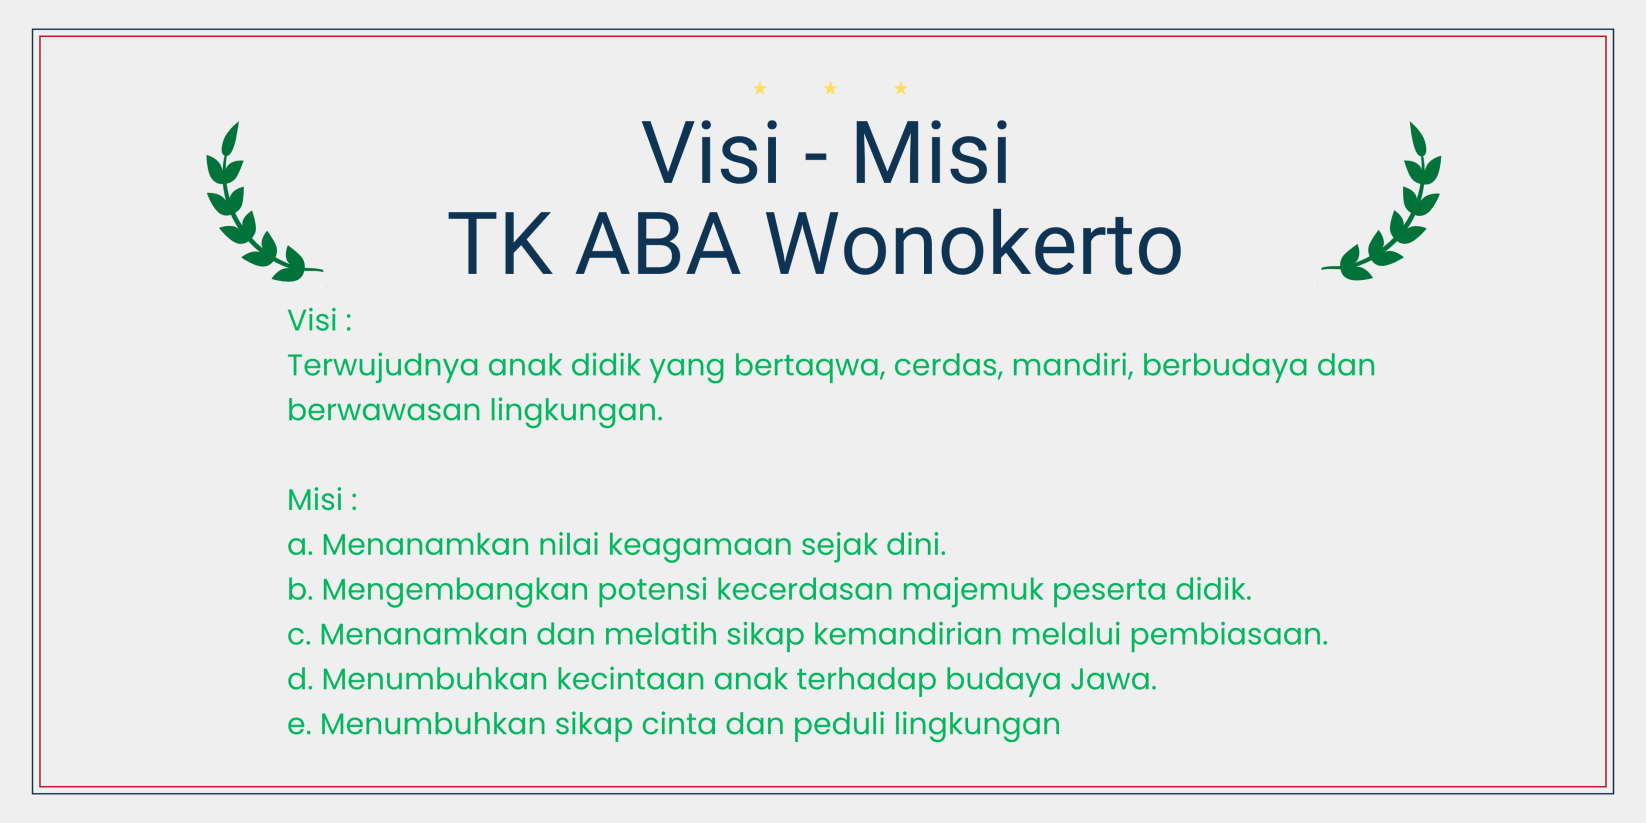 Visi - Misi
TK ABA Wonokerto
Visi :
Terwujudnya anak didik yang bertaqwa, cerdas, mandiri, berbudaya dan
berwawasan lingkungan.
Misi :
a. Menanamkan nilai keagamaan sejak dini.
b. Mengembangkan potensi kecerdasan majemuk peserta didik.
c. Menanamkan dan melatih sikap kemandirian melalui pembiasaan.
d. Menumbuhkan kecintaan anak terhadap budaya Jawa.
e. Menumbuhkan sikap cinta dan peduli lingkungan